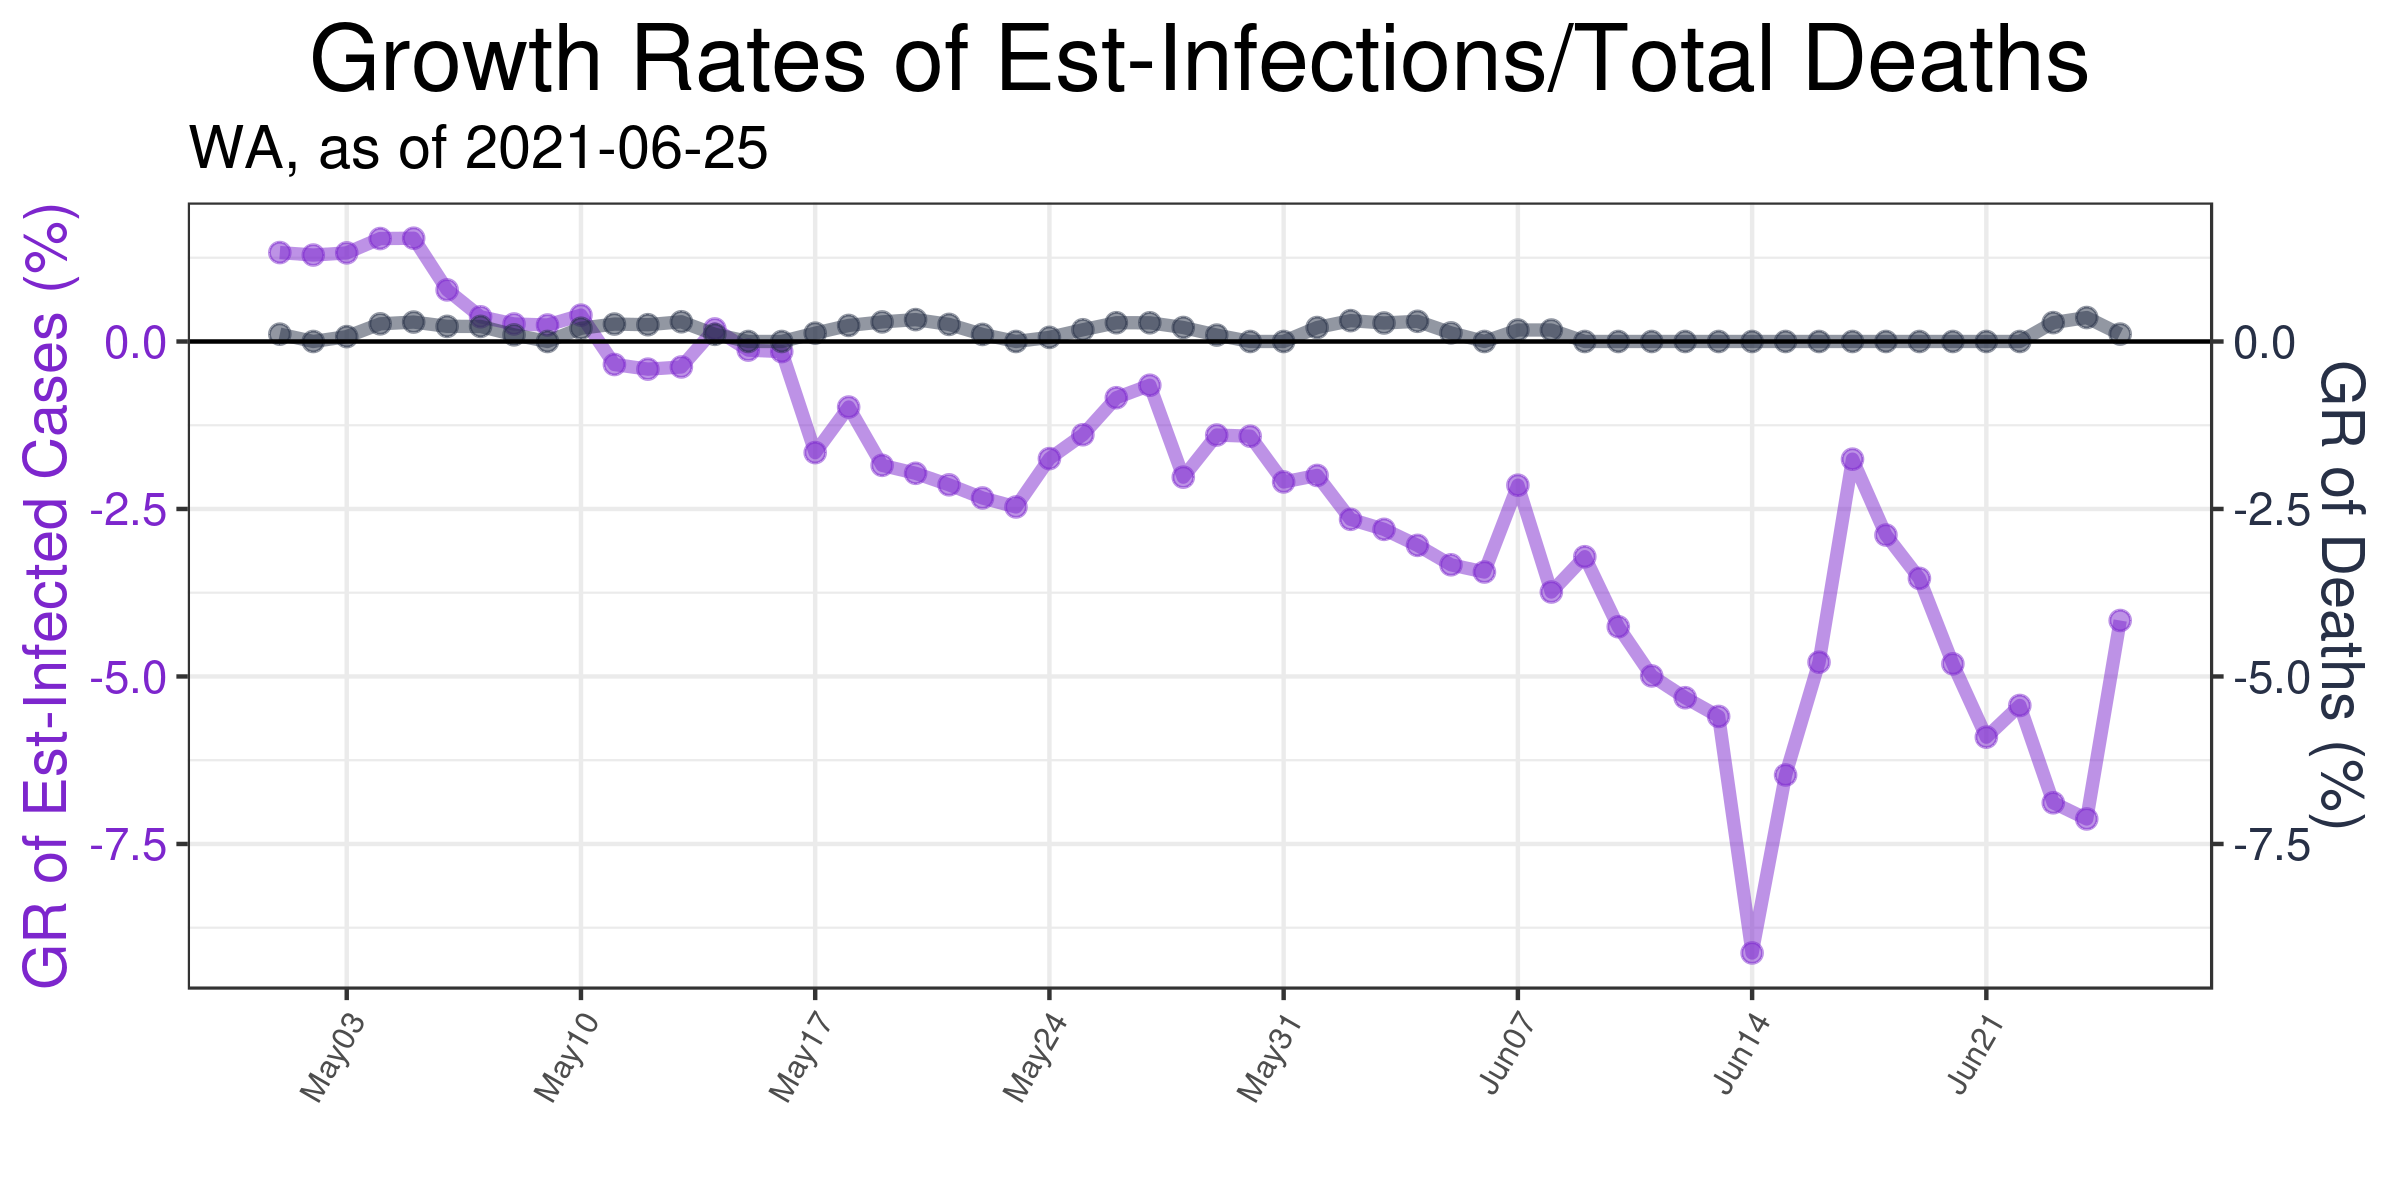 Growth Rates of Est-Infections/Total Deaths
WA, as of 2021-06-25
GR of Est-Infected Cases (%)
0.0
-2.5
-5.0
-7.5
0.0
-2.5
-5.0
-7.5
GR of Deaths (%)
May03 May10 May17 May24 May31 Jun07 Jun14 Jun21